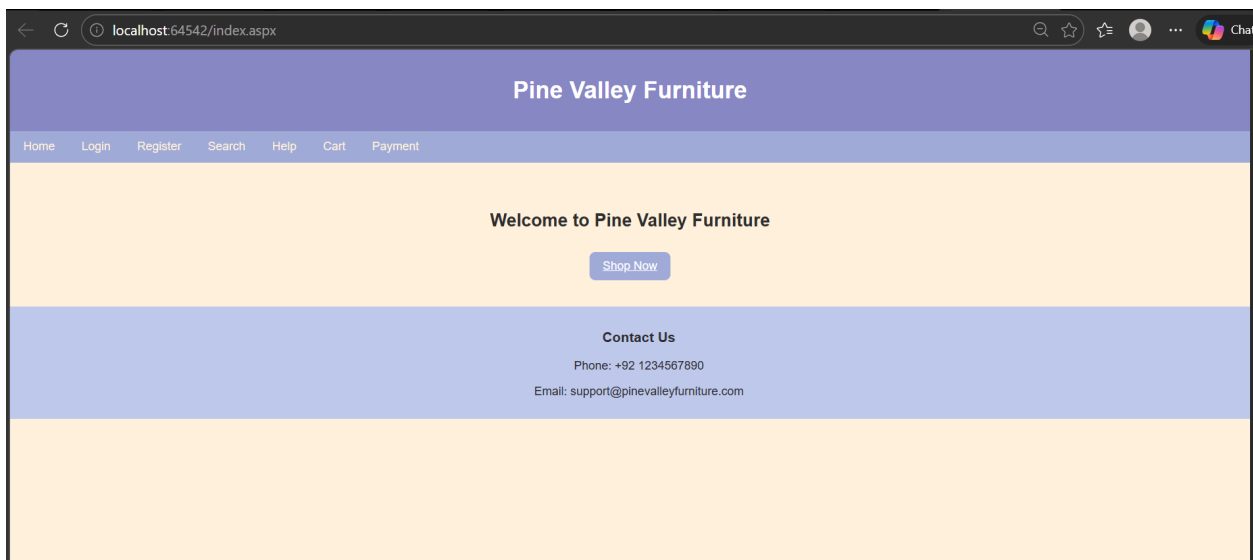 localhost:64542/index.aspx
Pine Valley Furniture
Home Login Register Search Help Cart Payment
Welcome to Pine Valley Furniture
Shop Now
Contact Us
Phone: +92 1234567890
Email: support@pinevalleyfurniture.com